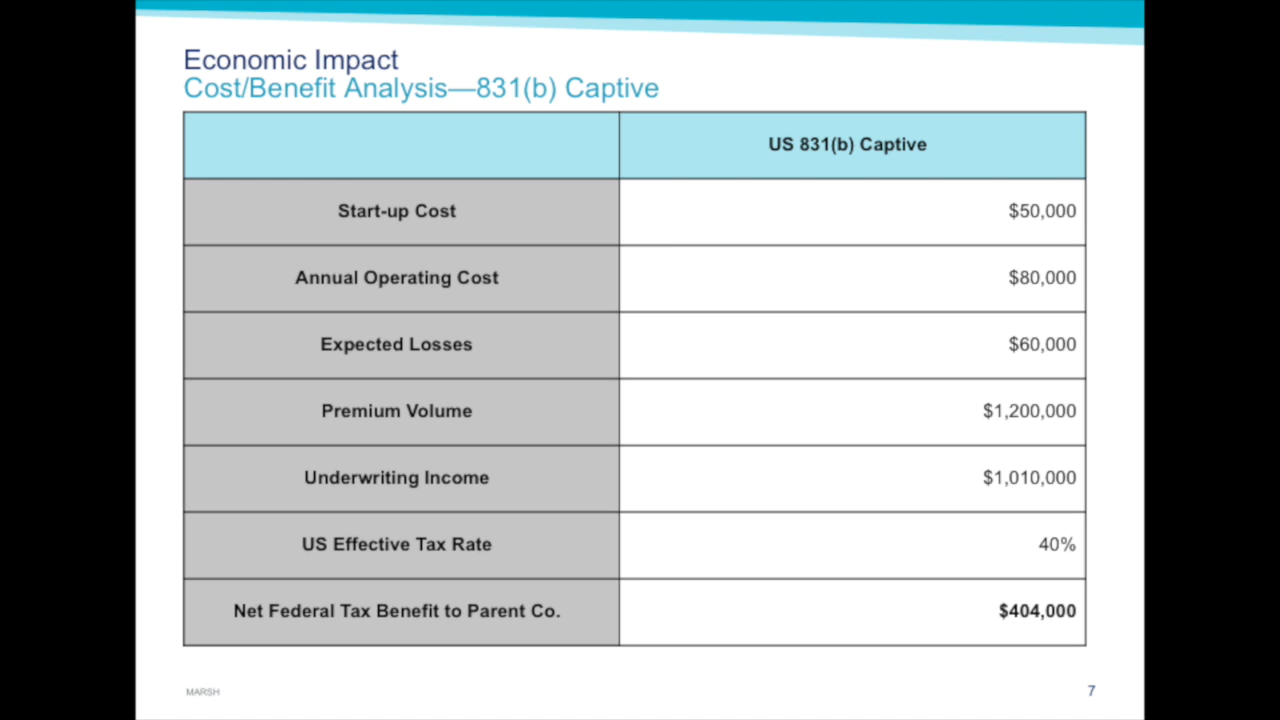 Economic Impact
Cost/Benefit Analysis—831(b) Captive
US 831(b) Captive
Start-up Cost $50,000
Annual Operating Cost $80,000
Expected Losses $60,000
Premium Volume $1,200,000
Underwriting Income $1,010,000
US Effective Tax Rate 40%
Net Federal Tax Benefit to Parent Co. $404,000
MARSH 7